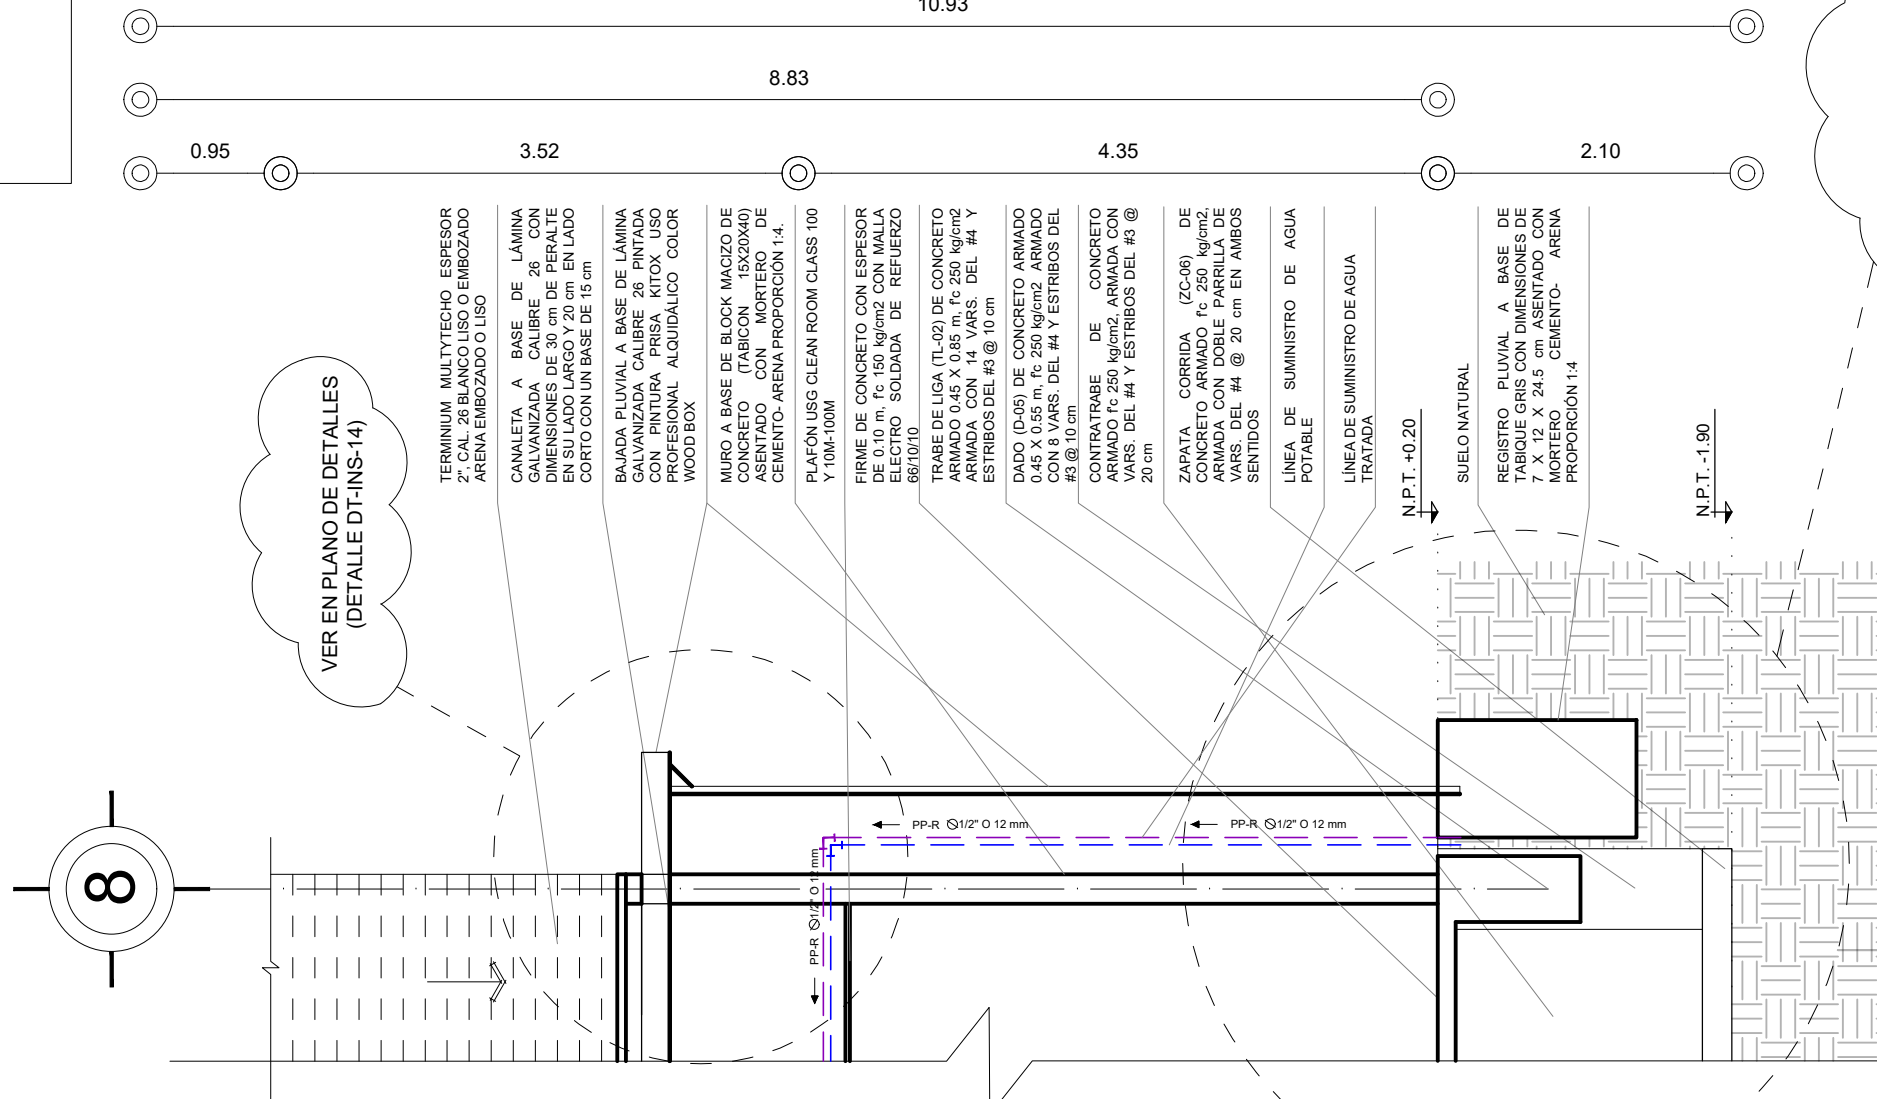 10.93
8.83
0.95
3.52
4.35
2.10
VER EN PLANO DE DETALLES
(DETALLE DT-INS-14)
TERMINIUM MULTYTECHO ESPESOR
2", CAL. 26 BLANCO LISO O EMBOZADO
ARENA EMBOZADO O LISO
CANALETA A BASE DE LÁMINA
GALVANIZADA CALIBRE 26 CON
DIMENSIONES DE 30 cm DE PERALTE
EN SU LADO LARGO Y 20 cm EN LADO
CORTO CON UN BASE DE 15 cm
BAJADA PLUVIAL A BASE DE LÁMINA
GALVANIZADA CALIBRE 26 PINTADA
CON PINTURA PRISA KITOX USO
PROFESIONAL ALQUIDÁLICO COLOR
WOOD BOX
MURO A BASE DE BLOCK MACIZO DE
CONCRETO (TABICON 15X20X40)
ASENTADO CON MORTERO DE
CEMENTO- ARENA PROPORCIÓN 1:4.
PLAFÓN USG CLEAN ROOM CLASS 100
Y 10M-100M
FIRME DE CONCRETO CON ESPESOR
DE 0.10 m, f'c 150 kg/cm2 CON MALLA
ELECTRO SOLDADA DE REFUERZO
66/10/10
TRABE DE LIGA (TL-02) DE CONCRETO
ARMADO 0.45 X 0.85 m, f'c 250 kg/cm2
ARMADA CON 14 VARS. DEL #4 Y
ESTRIBOS DEL #3 @ 10 cm
DADO (D-05) DE CONCRETO ARMADO
0.45 X 0.55 m, f'c 250 kg/cm2 ARMADO
CON 8 VARS. DEL #4 Y ESTRIBOS DEL
#3 @ 10 cm
CONTRATRABE DE CONCRETO
ARMADO f'c 250 kg/cm2, ARMADA CON
VARS. DEL #4 Y ESTRIBOS DEL #3 @
20 cm
ZAPATA CORRIDA (ZC-06) DE
CONCRETO ARMADO f'c 250 kg/cm2,
ARMADA CON DOBLE PARRILLA DE
VARS. DEL #4 @ 20 cm EN AMBOS
SENTIDOS
LÍNEA DE SUMINISTRO DE AGUA
POTABLE
LÍNEA DE SUMINISTRO DE AGUA
TRATADA
N.P.T. +0.20
SUELO NATURAL
REGISTRO PLUVIAL A BASE DE
TABIQUE GRIS CON DIMENSIONES DE
7 X 12 X 24.5 cm ASENTADO CON
MORTERO CEMENTO- ARENA
PROPORCIÓN 1:4
N.P.T. -1.90
PP-R ∅1/2" O 12 mm
PP-R ∅1/2" O 12 mm
PP-R ∅1/2" O 12 mm
8